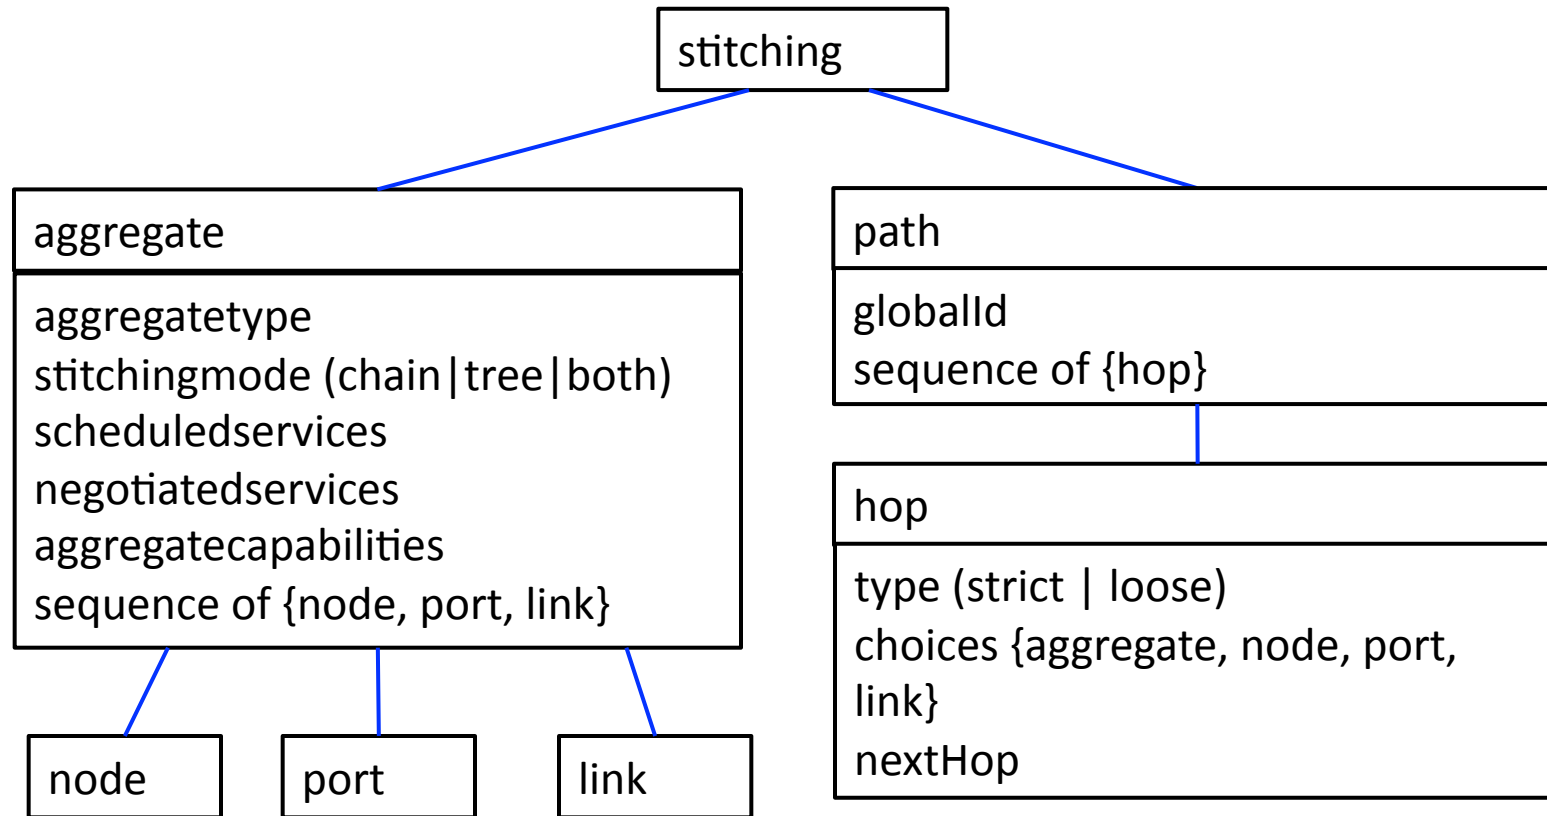 stitching
aggregate
aggregatetype
stitchingmode (chain|tree|both)
scheduledservices
negotiatedservices
aggregatecapabilities
sequence of {node, port, link}
node
port
link
path
globalId
sequence of {hop}
hop
type (strict | loose)
choices {aggregate, node, port,
link}
nextHop